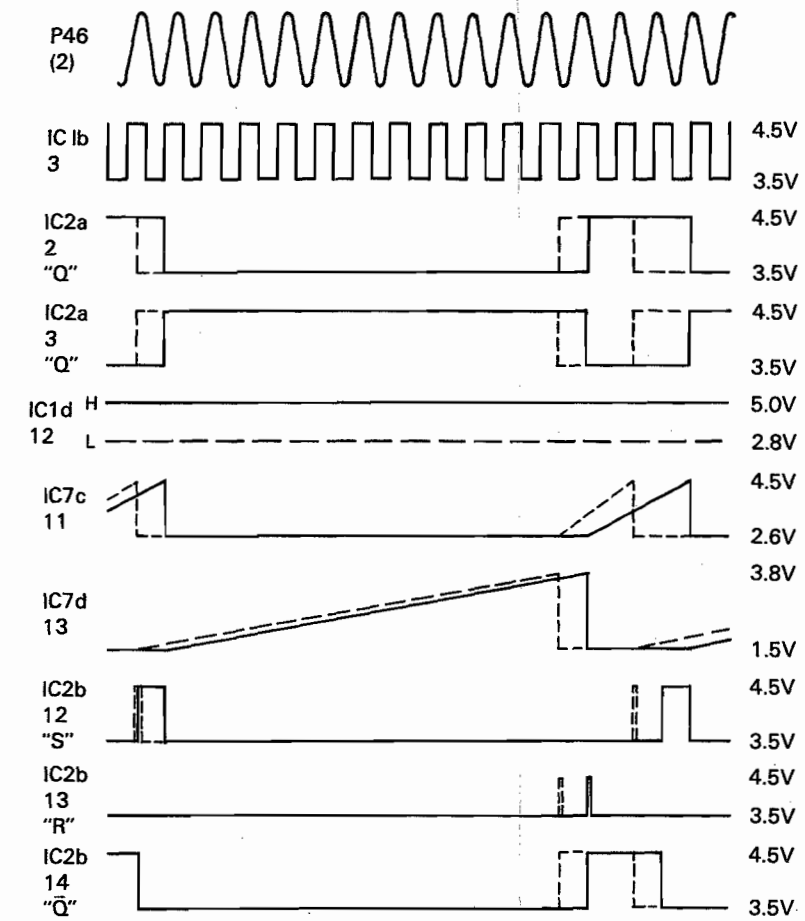 P46
(2)
IC Ib
3
4.5V
3.5V
IC2a
2
"Q"
4.5V
3.5V
IC2a
3
"Q"
4.5V
3.5V
IC1d
12
H
L
5.0V
2.8V
IC7c
11
4.5V
2.6V
IC7d
13
3.8V
1.5V
IC2b
12
"S"
4.5V
3.5V
IC2b
13
"R"
4.5V
3.5V
IC2b
14
"Q̄"
4.5V
3.5V